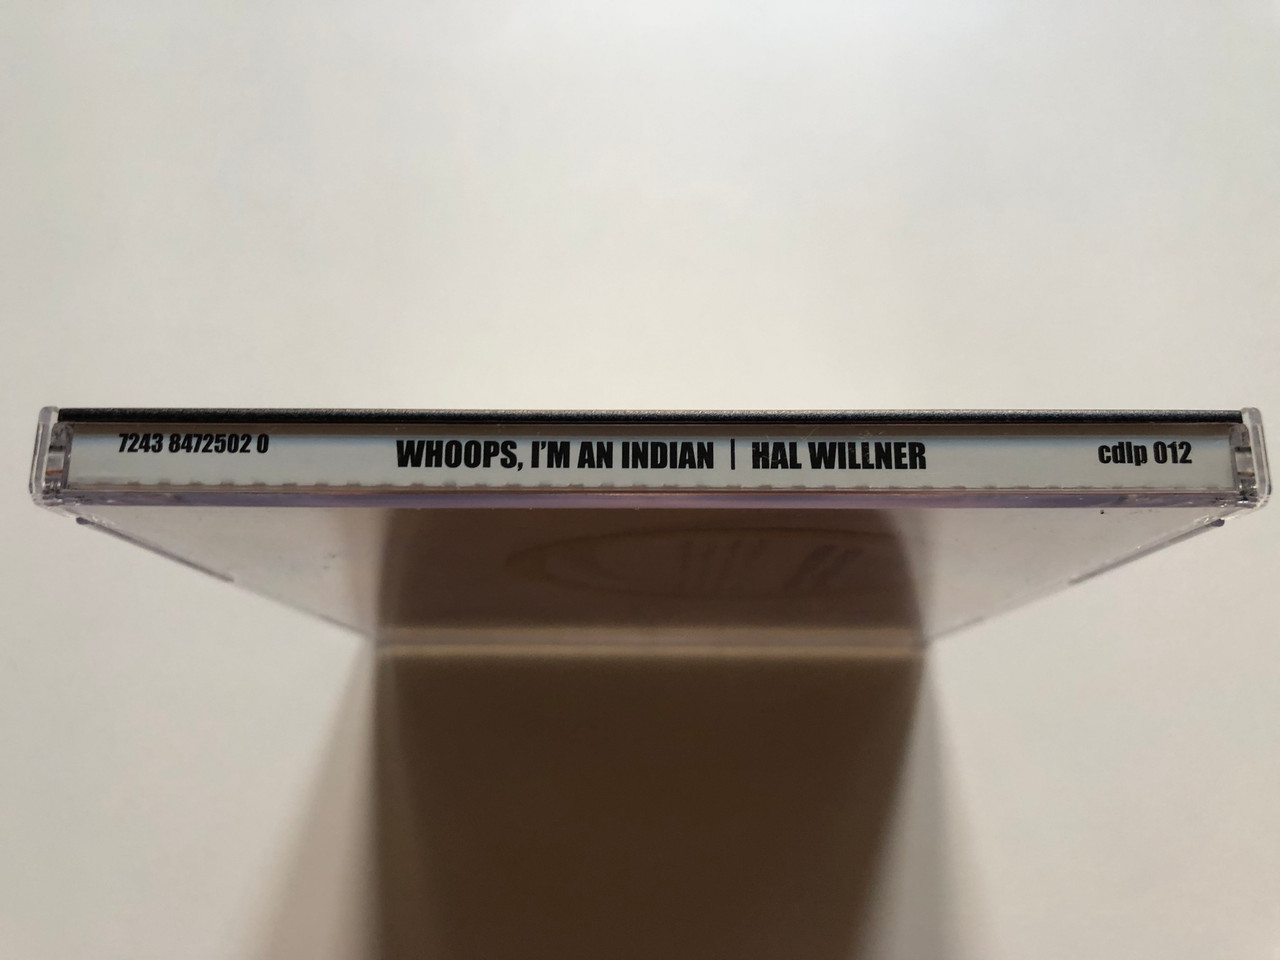 7243 8472502 0 WHOOPS, I'M AN INDIAN | HAL WILLNER cdlp 012